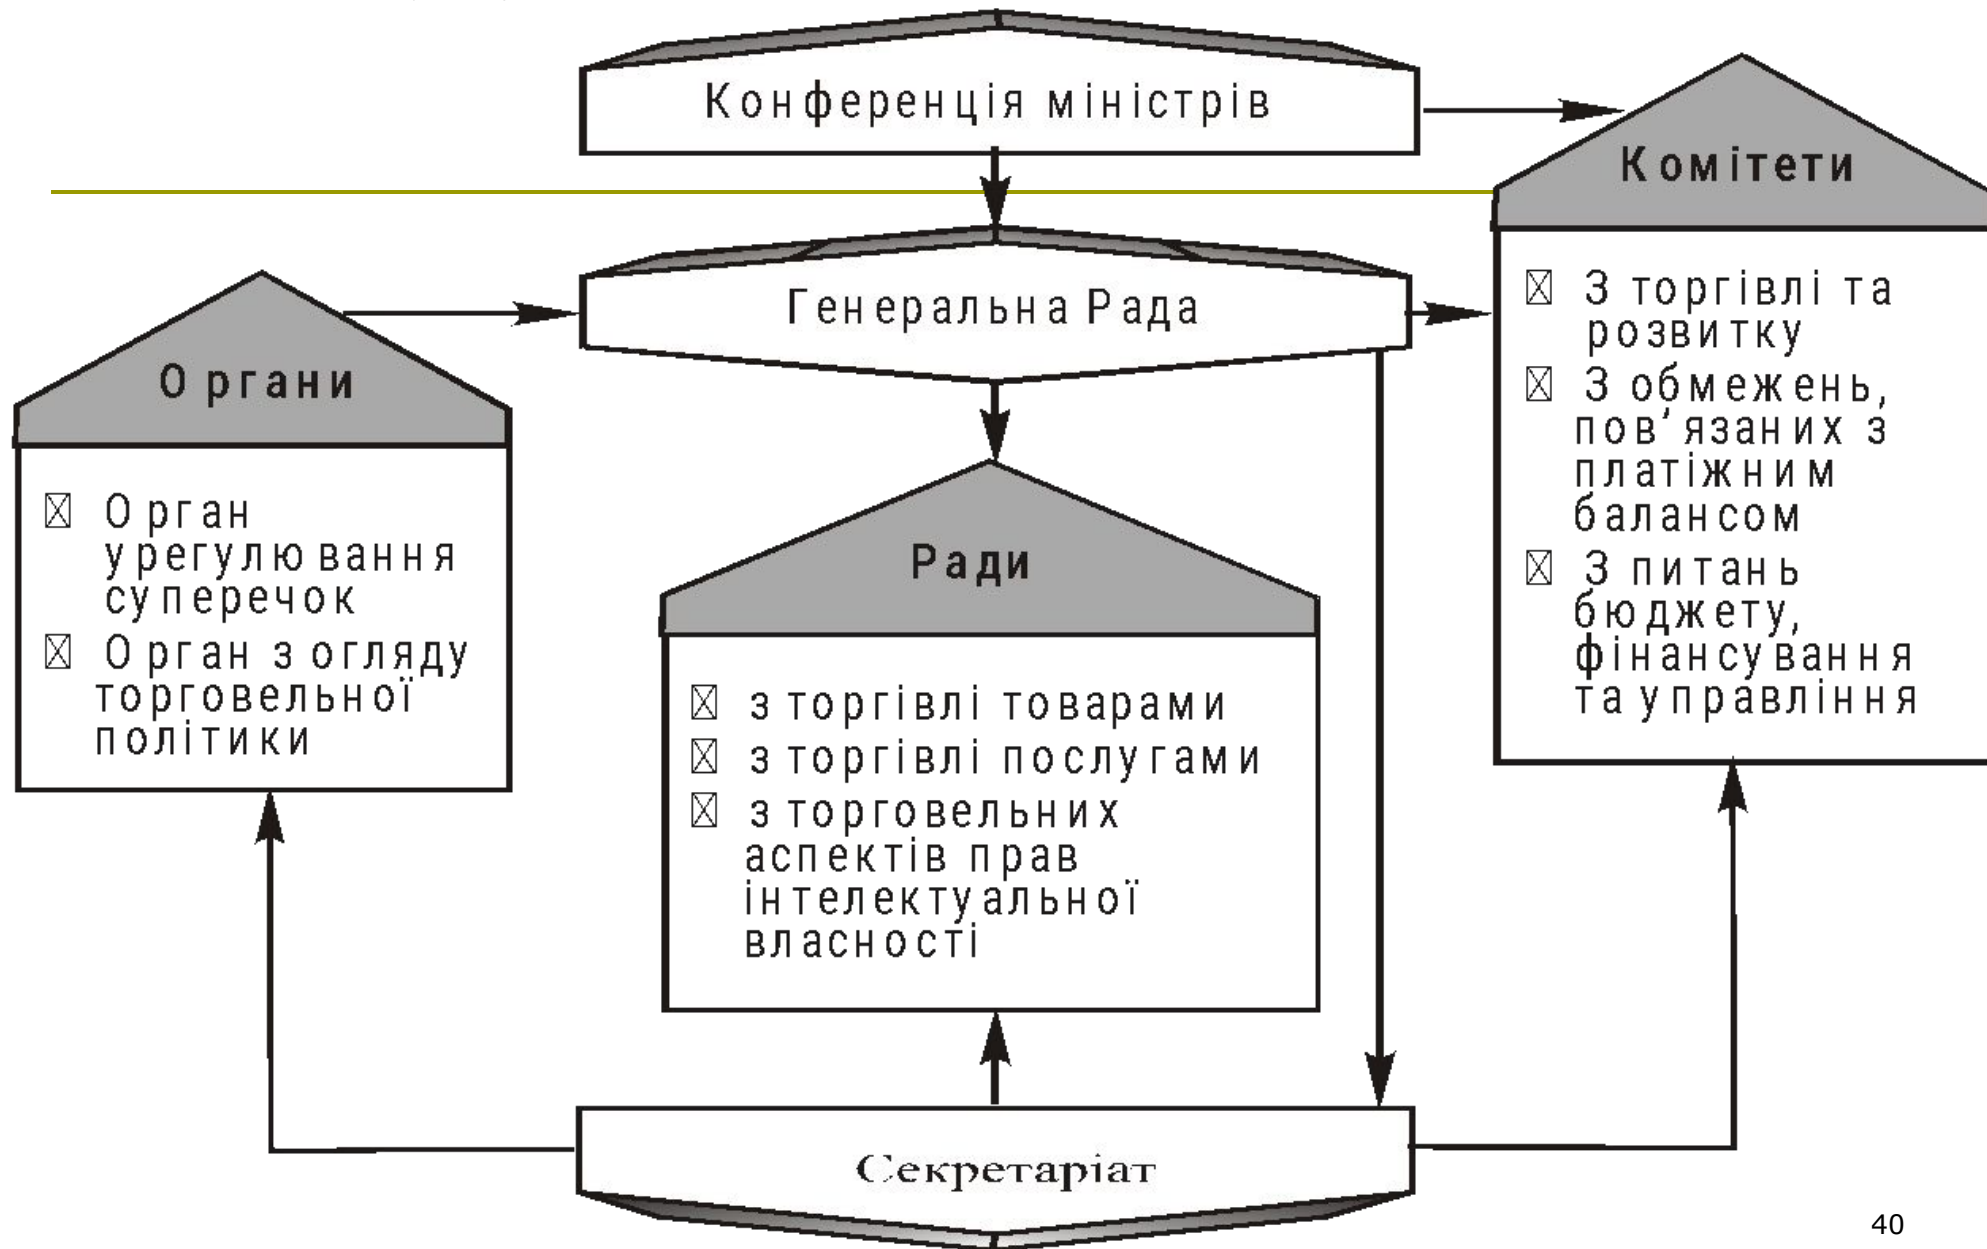 Конференція міністрів
Комітети
☒ З торгівлі та
розвитку
☒ З обмежень,
пов’язаних з
платіжним
балансом
☒ З питань
бюджету,
фінансування
та управління
Генеральна Рада
Органи
☒ Орган
урегулювання
суперечок
☒ Орган з огляду
торговельної
політики
Ради
☒ з торгівлі товарами
☒ з торгівлі послугами
☒ з торговельних
аспектів прав
інтелектуальної
власності
Секретаріат
40